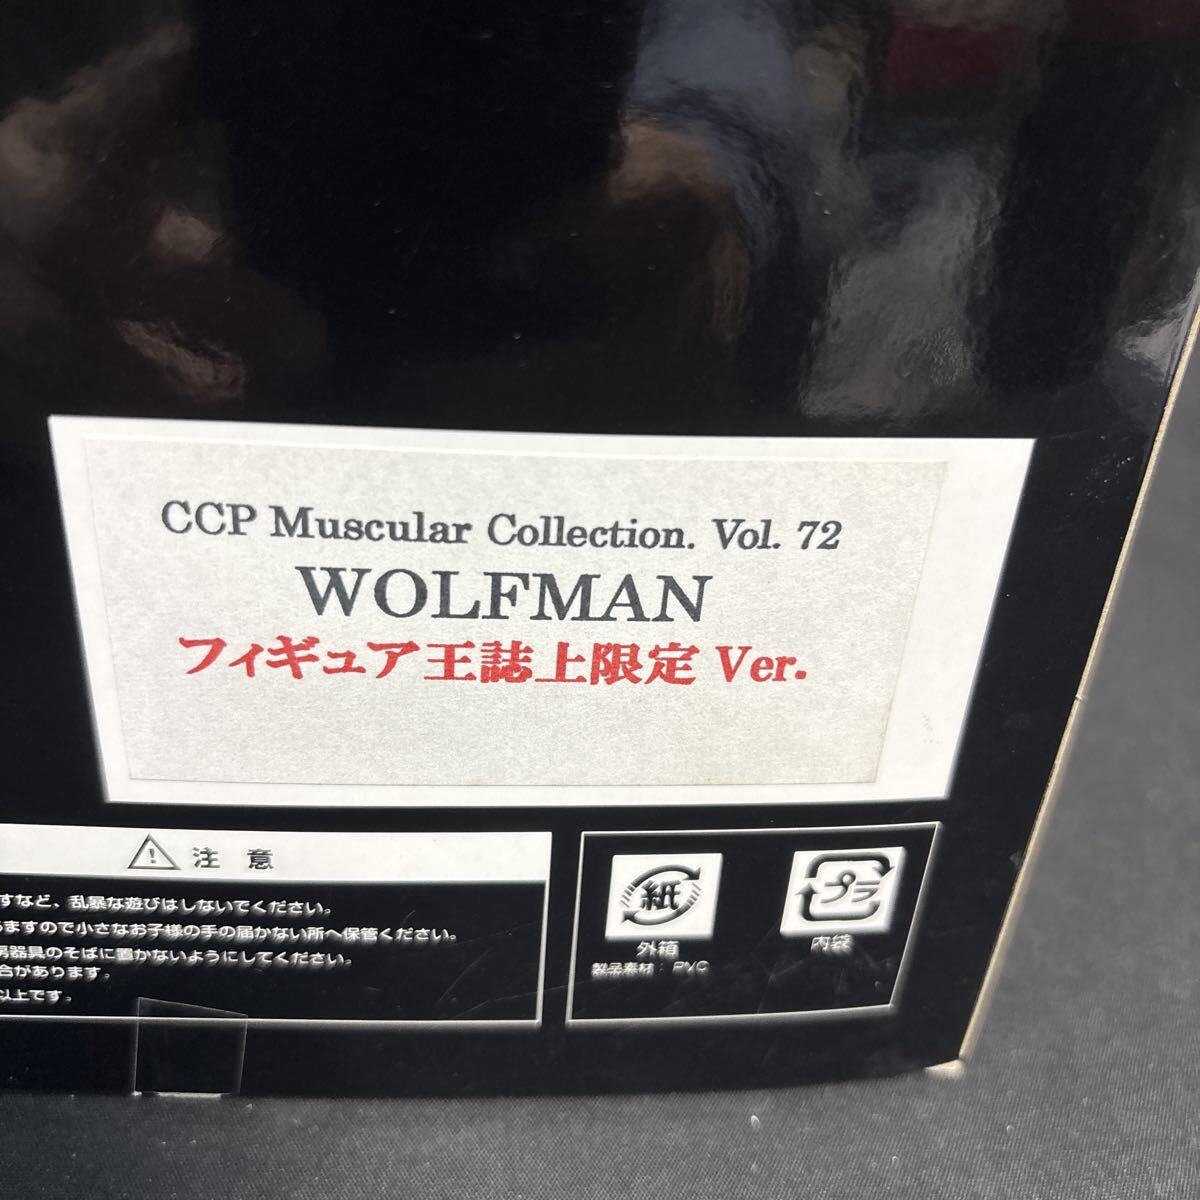 CCP Muscular Collection. Vol. 72
WOLFMAN
フィギュア王誌上限定 Ver.
注意
すなど、乱暴な遊びはしないでください。
ますので小さなお子様の手の届かない所へ保管ください。
房器具のそばに置かないようにしてください。
合があります。
以上です。
紙
外箱
製品素材：PVC
プラ
内袋